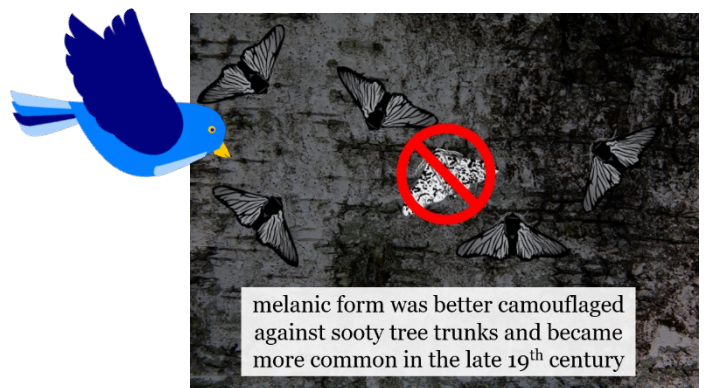 melanic form was better camouflaged
against sooty tree trunks and became
more common in the late 19th century